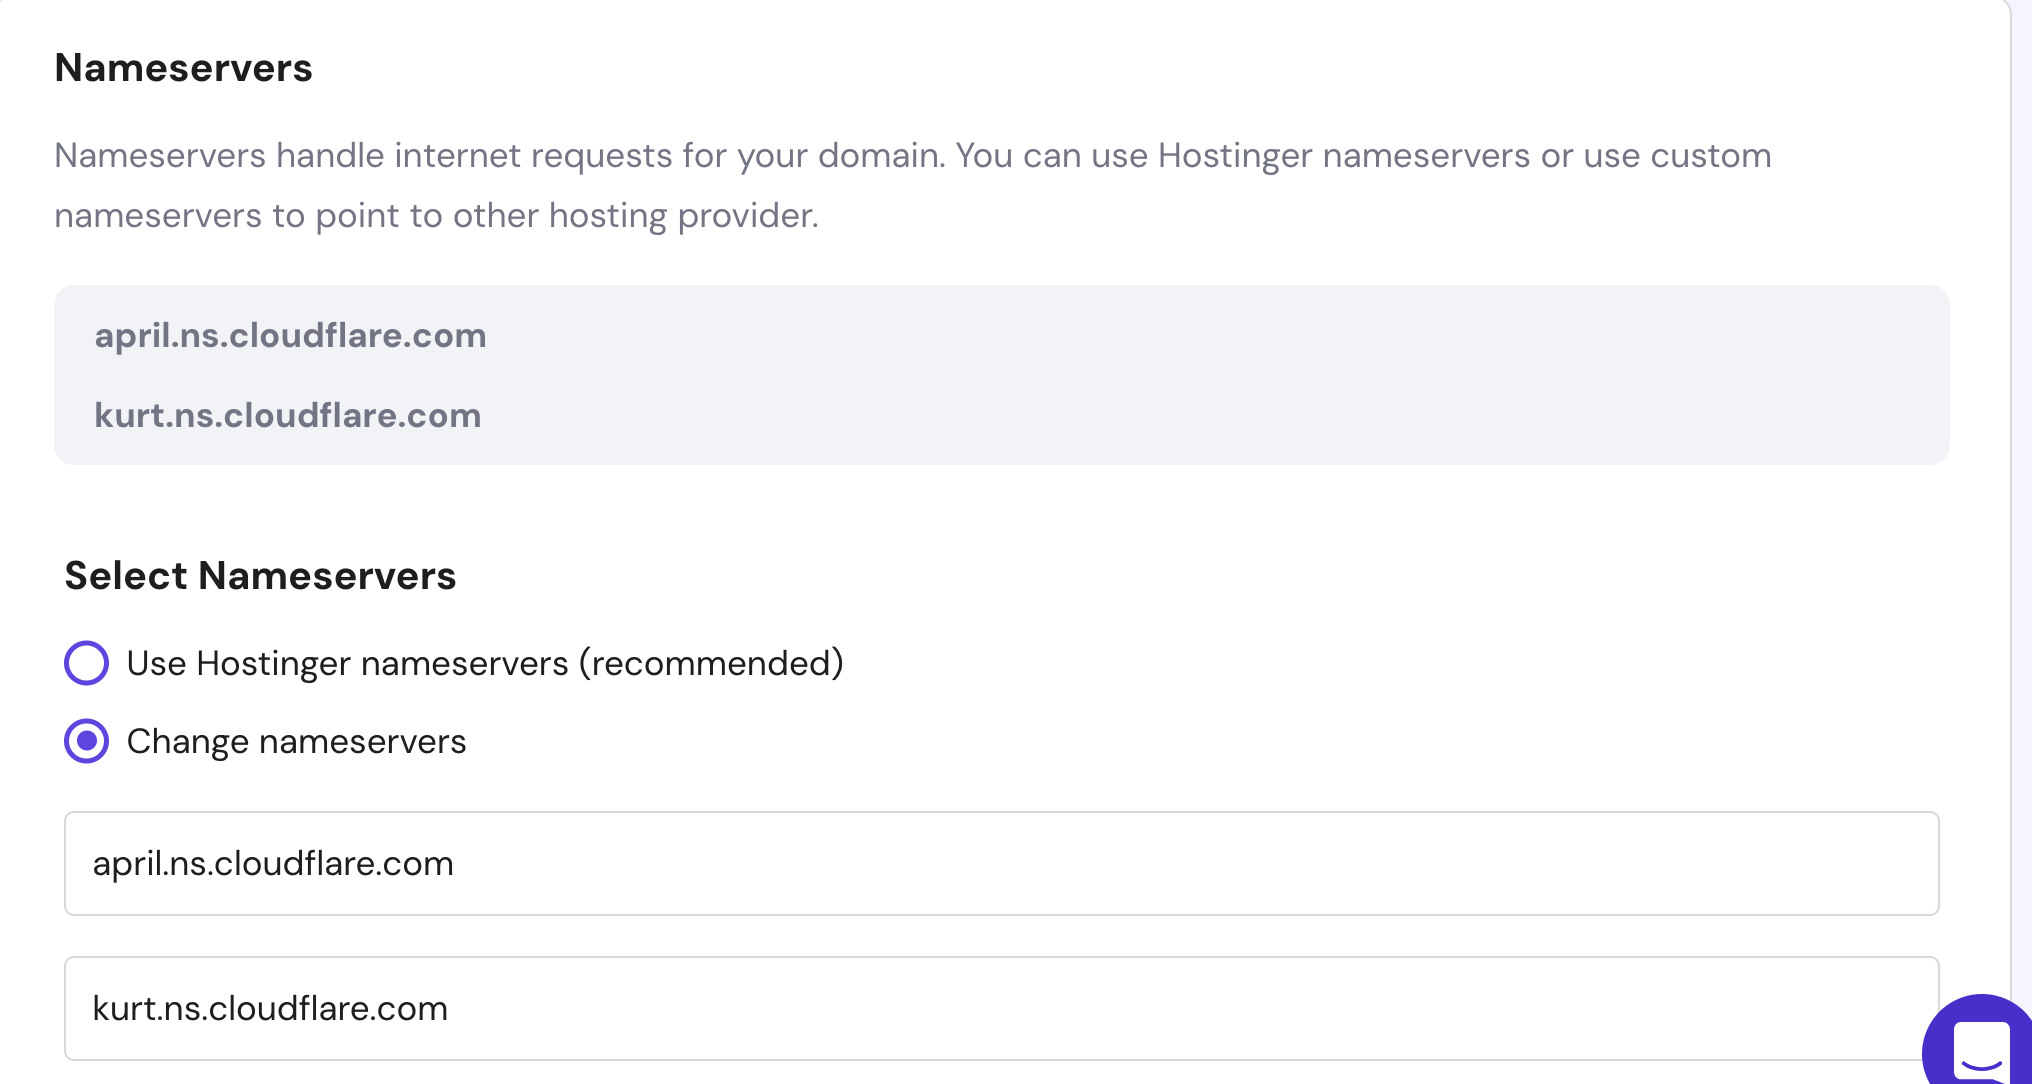 Nameservers
Nameservers handle internet requests for your domain. You can use Hostinger nameservers or use custom
nameservers to point to other hosting provider.
april.ns.cloudflare.com
kurt.ns.cloudflare.com
Select Nameservers
Use Hostinger nameservers (recommended)
Change nameservers
april.ns.cloudflare.com
kurt.ns.cloudflare.com